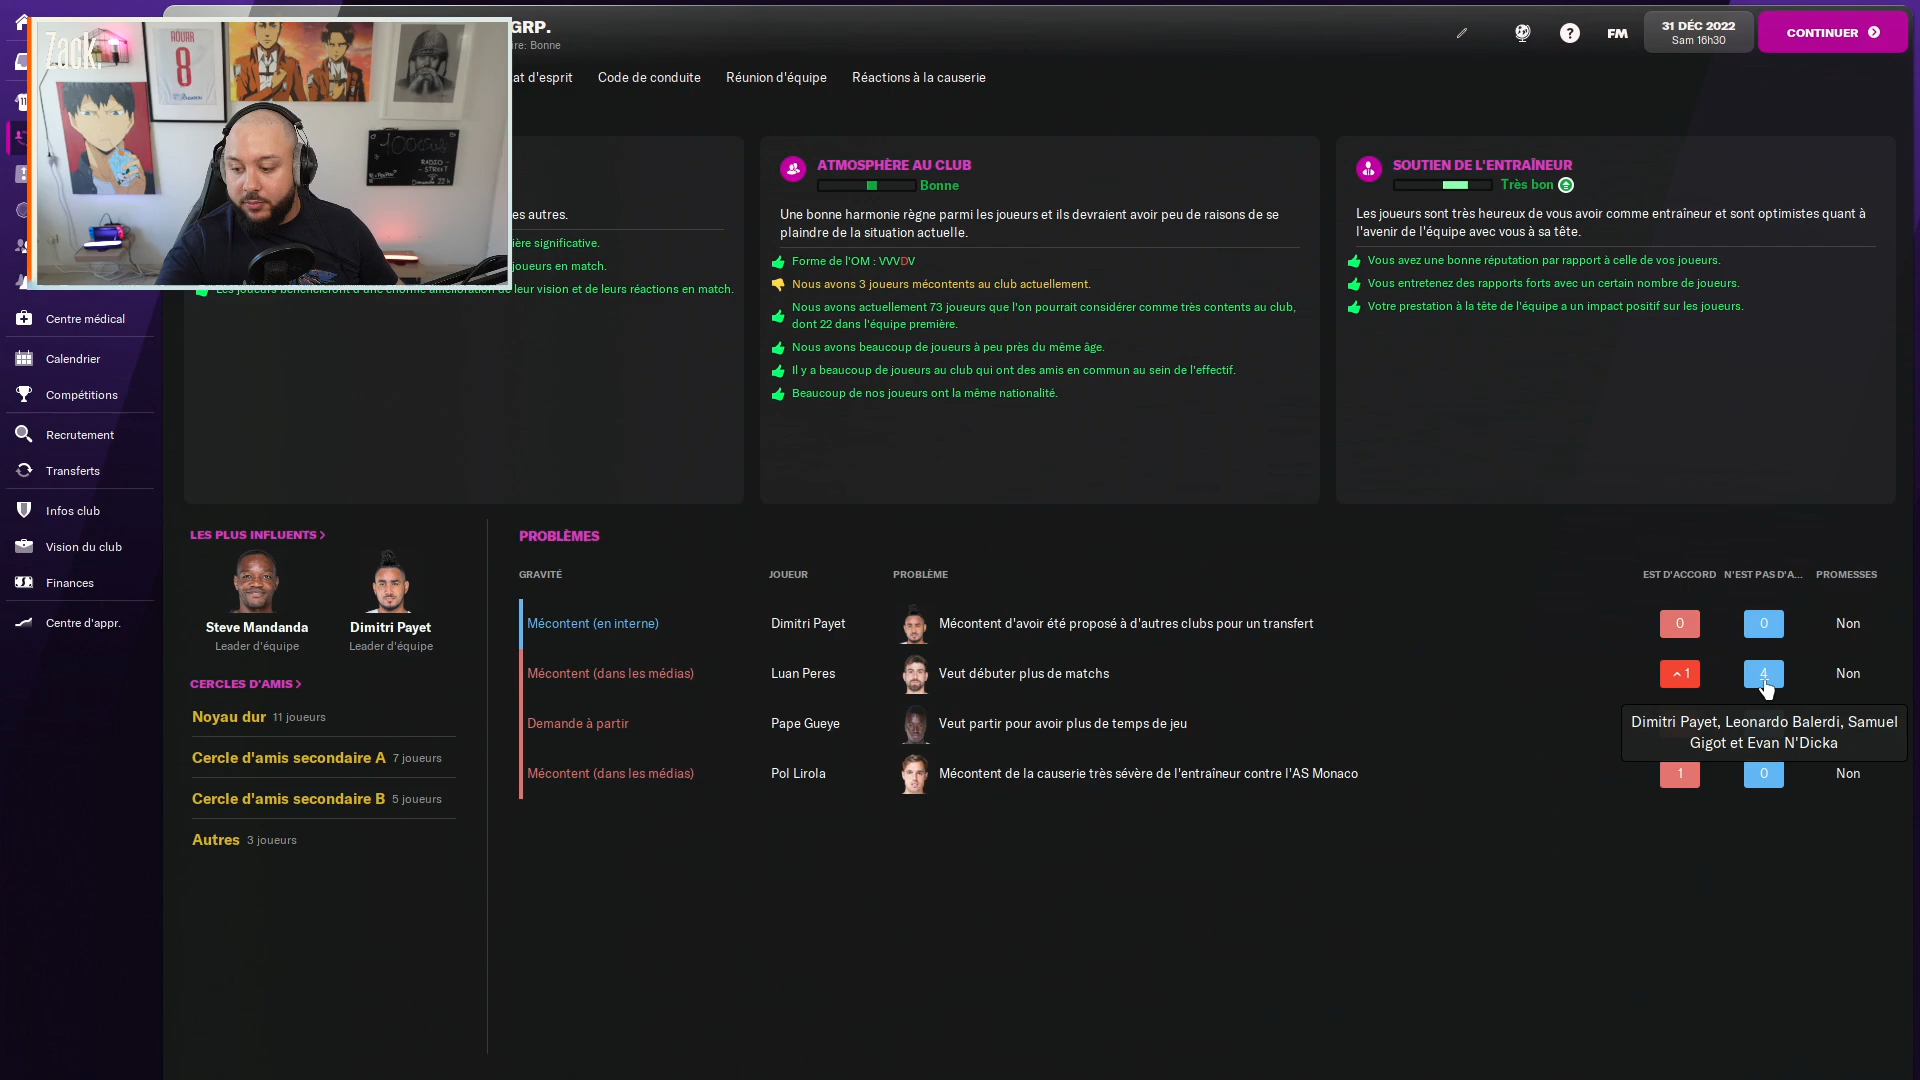 Zack.
AOUAR
8
100
RADIO -
STREET
GRP.
ire: Bonne
31 DÉC 2022
Sam 16h30
FM
CONTINUER
at d'esprit
Code de conduite
Réunion d'équipe
Réactions à la causerie
es autres.
ière significative.
joueurs en match.
Les joueurs bénéficieront d'une énorme amélioration de leur vision et de leurs réactions en match.
ATMOSPHÈRE AU CLUB
Bonne
Une bonne harmonie règne parmi les joueurs et ils devraient avoir peu de raisons de se
plaindre de la situation actuelle.
Forme de l'OM : VVVDV
Nous avons 3 joueurs mécontents au club actuellement.
Nous avons actuellement 73 joueurs que l'on pourrait considérer comme très contents au club,
dont 22 dans l'équipe première.
Nous avons beaucoup de joueurs à peu près du même âge.
Il y a beaucoup de joueurs au club qui ont des amis en commun au sein de l'effectif.
Beaucoup de nos joueurs ont la même nationalité.
SOUTIEN DE L'ENTRAÎNEUR
Très bon
Les joueurs sont très heureux de vous avoir comme entraîneur et sont optimistes quant à
l'avenir de l'équipe avec vous à sa tête.
Vous avez une bonne réputation par rapport à celle de vos joueurs.
Vous entretenez des rapports forts avec un certain nombre de joueurs.
Votre prestation à la tête de l'équipe a un impact positif sur les joueurs.
Centre médical
Calendrier
Compétitions
Recrutement
Transferts
Infos club
Vision du club
Finances
Centre d'appr.
LES PLUS INFLUENTS >
Steve Mandanda
Leader d'équipe
Dimitri Payet
Leader d'équipe
CERCLES D'AMIS >
Noyau dur 11 joueurs
Cercle d'amis secondaire A 7 joueurs
Cercle d'amis secondaire B 5 joueurs
Autres 3 joueurs
PROBLÈMES
GRAVITÉ JOUEUR PROBLÈME EST D'ACCORD N'EST PAS D'A... PROMESSES
Mécontent (en interne) Dimitri Payet Mécontent d'avoir été proposé à d'autres clubs pour un transfert 0 0 Non
Mécontent (dans les médias) Luan Peres Veut débuter plus de matchs 1 4 Non
Demande à partir Pape Gueye Veut partir pour avoir plus de temps de jeu
Dimitri Payet, Leonardo Balerdi, Samuel
Gigot et Evan N'Dicka
Mécontent (dans les médias) Pol Lirola Mécontent de la causerie très sévère de l'entraîneur contre l'AS Monaco 1 0 Non